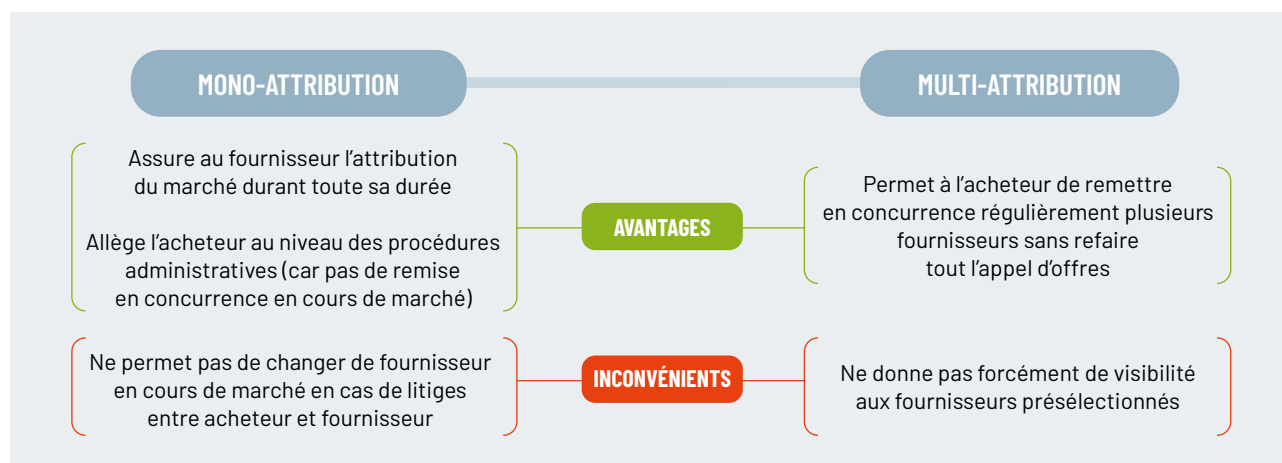 MONO-ATTRIBUTION
MULTI-ATTRIBUTION
Assure au fournisseur l’attribution
du marché durant toute sa durée
Allège l’acheteur au niveau des procédures
administratives (car pas de remise
en concurrence en cours de marché)
AVANTAGES
Permet à l’acheteur de remettre
en concurrence régulièrement plusieurs
fournisseurs sans refaire
tout l’appel d’offres
Ne permet pas de changer de fournisseur
en cours de marché en cas de litiges
entre acheteur et fournisseur
INCONVÉNIENTS
Ne donne pas forcément de visibilité
aux fournisseurs présélectionnés